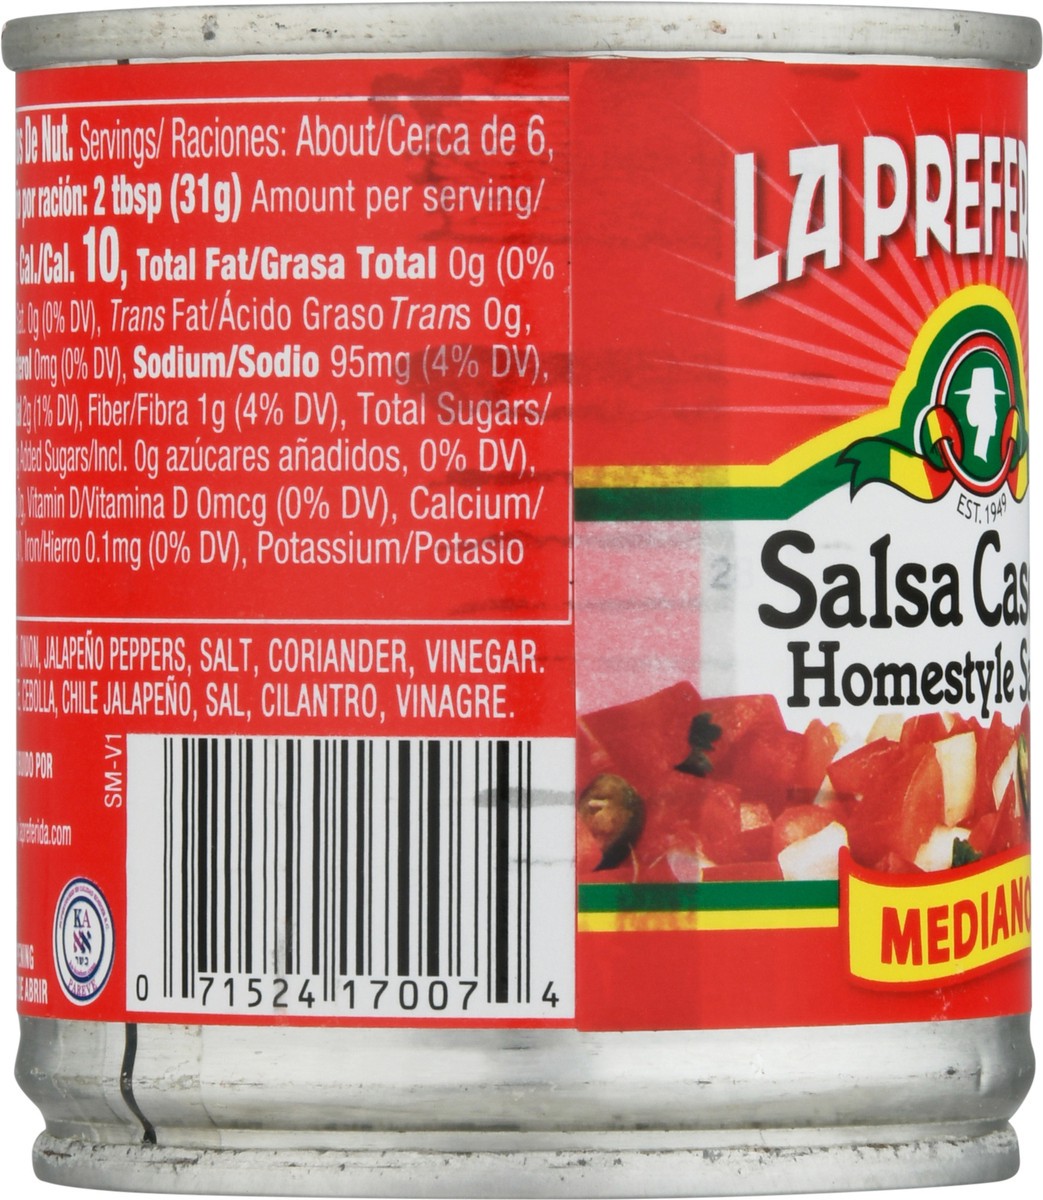 De Nut. Servings/ Raciones: About/Cerca de 6,
por ración: 2 tbsp (31g) Amount per serving/
Cal./Cal. 10, Total Fat/Grasa Total 0g (0%
0g (0% DV), Trans Fat/Ácido Graso Trans 0g,
0mg (0% DV), Sodium/Sodio 95mg (4% DV),
2g (1% DV), Fiber/Fibra 1g (4% DV), Total Sugars/
Added Sugars/Incl. 0g azúcares añadidos, 0% DV),
Vitamin D/Vitamina D 0mcg (0% DV), Calcium/
Iron/Hierro 0.1mg (0% DV), Potassium/Potasio
ONION, JALAPEÑO PEPPERS, SALT, CORIANDER, VINEGAR.
CEBOLLA, CHILE JALAPEÑO, SAL, CILANTRO, VINAGRE.
POR
SM-V1
KA
כשר
PAREVE
ABRIR
0 71524 17007 4
LA PREFER
EST. 1949
Salsa Cas
Homestyle S
MEDIANO